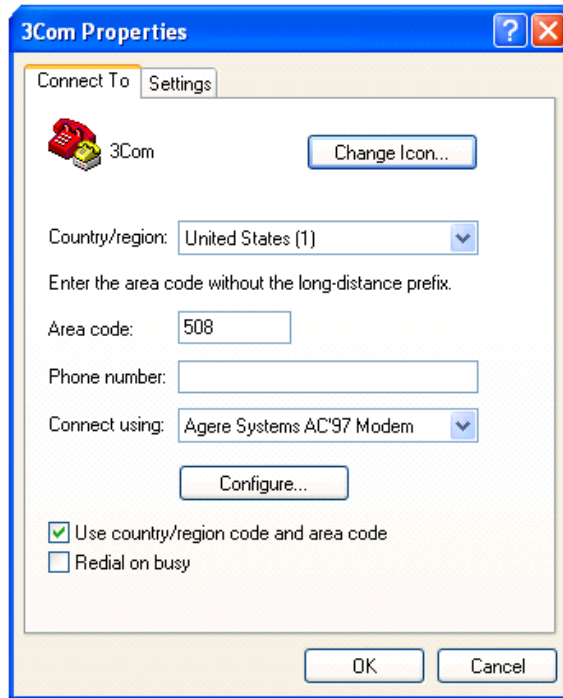 3Com Properties
Connect To Settings
3Com Change Icon...
Country/region: United States (1)
Enter the area code without the long-distance prefix.
Area code: 508
Phone number:
Connect using: Agere Systems AC'97 Modem
Configure...
Use country/region code and area code
Redial on busy
OK Cancel